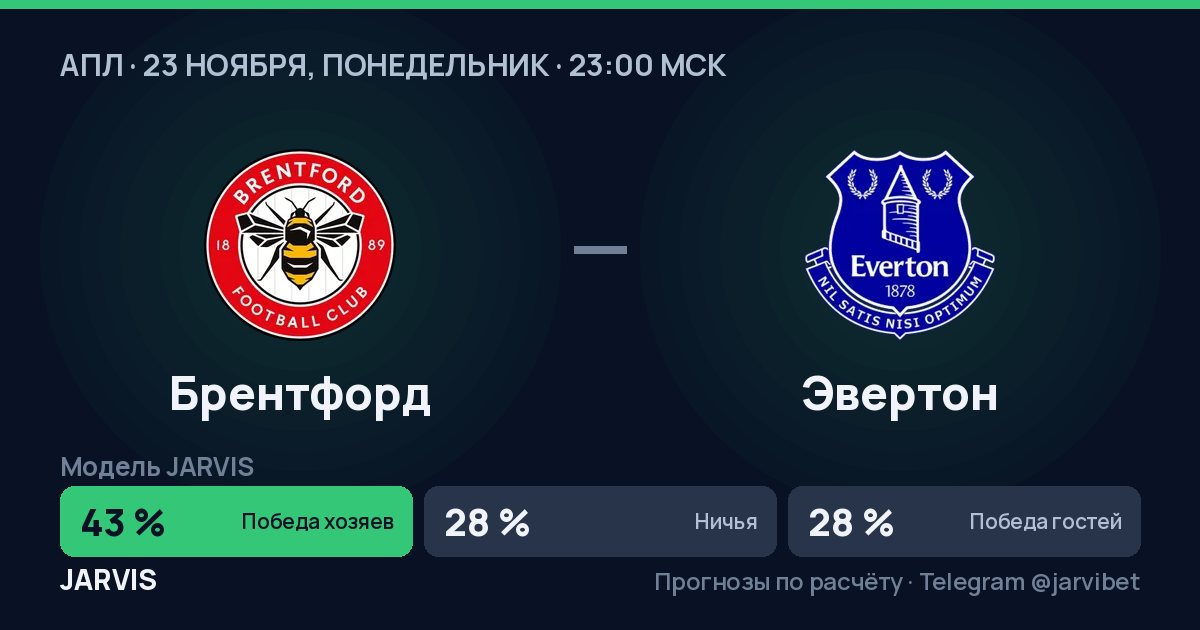 АПЛ · 23 НОЯБРЯ, ПОНЕДЕЛЬНИК · 23:00 МСК
BRENTFORD
18 89
FOOTBALL CLUB
Everton
1878
NIL SATIS NISI OPTIMUM
Брентфорд
—
Эвертон
Модель JARVIS
43 % Победа хозяев
28 % Ничья
28 % Победа гостей
JARVIS
Прогнозы по расчёту · Telegram @jarvibet